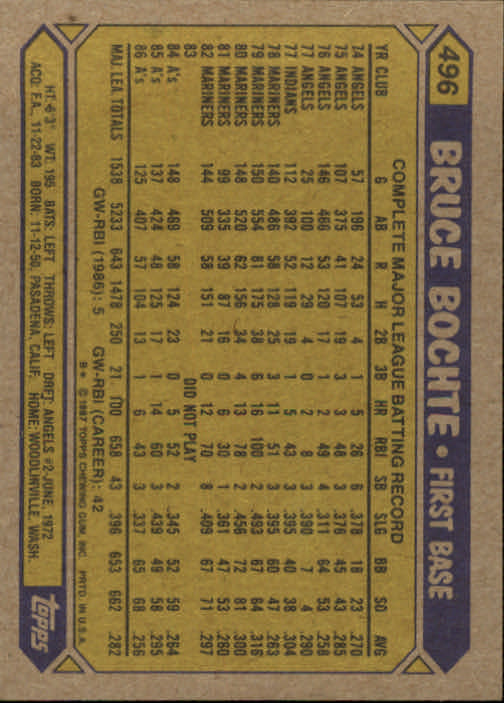 496
BRUCE BOCHTE • FIRST BASE
COMPLETE MAJOR LEAGUE BATTING RECORD
YR CLUB G AB R H 2B 3B HR RBI SB SLG BB SO AVG
74 ANGELS 57 196 24 53 4 1 5 26 6 .378 18 23 .270
75 ANGELS 107 375 41 107 19 3 3 48 3 .376 45 43 .285
76 ANGELS 146 466 53 120 17 1 2 49 4 .311 64 53 .258
77 ANGELS 25 100 12 29 4 0 2 8 3 .390 7 4 .290
77 INDIANS 112 392 52 119 19 1 5 43 3 .395 40 38 .304
78 MARINERS 140 486 58 128 25 3 11 51 3 .395 60 47 .263
79 MARINERS 150 554 81 175 38 6 16 100 2 .493 67 64 .316
80 MARINERS 148 520 62 156 34 4 13 78 2 .456 72 81 .300
81 MARINERS 99 335 39 87 16 0 6 30 1 .361 47 53 .260
82 MARINERS 144 509 58 151 21 0 12 70 8 .409 67 71 .297
83 DID NOT PLAY
84 A's 148 469 58 124 23 0 5 52 2 .345 52 59 .264
85 A's 137 424 48 125 17 1 14 60 3 .439 49 58 .295
86 A's 125 407 57 104 13 1 6 43 3 .337 65 68 .256
MAJ. LEA. TOTALS 1538 5233 643 1478 250 21 100 658 43 .396 653 662 .282
GW-RBI (1986): 5 GW-RBI (CAREER): 42
B* © 1987 TOPPS CHEWING GUM, INC. PRTD. IN U.S.A.
HT. 6'3" WT. 195 BATS: LEFT THROWS: LEFT DRFT: ANGELS #2-JUNE, 1972
ACQ: F.A., 11-22-83 BORN: 11-12-50, PASADENA, CALIF. HOME: WOODINVILLE, WASH.
topps